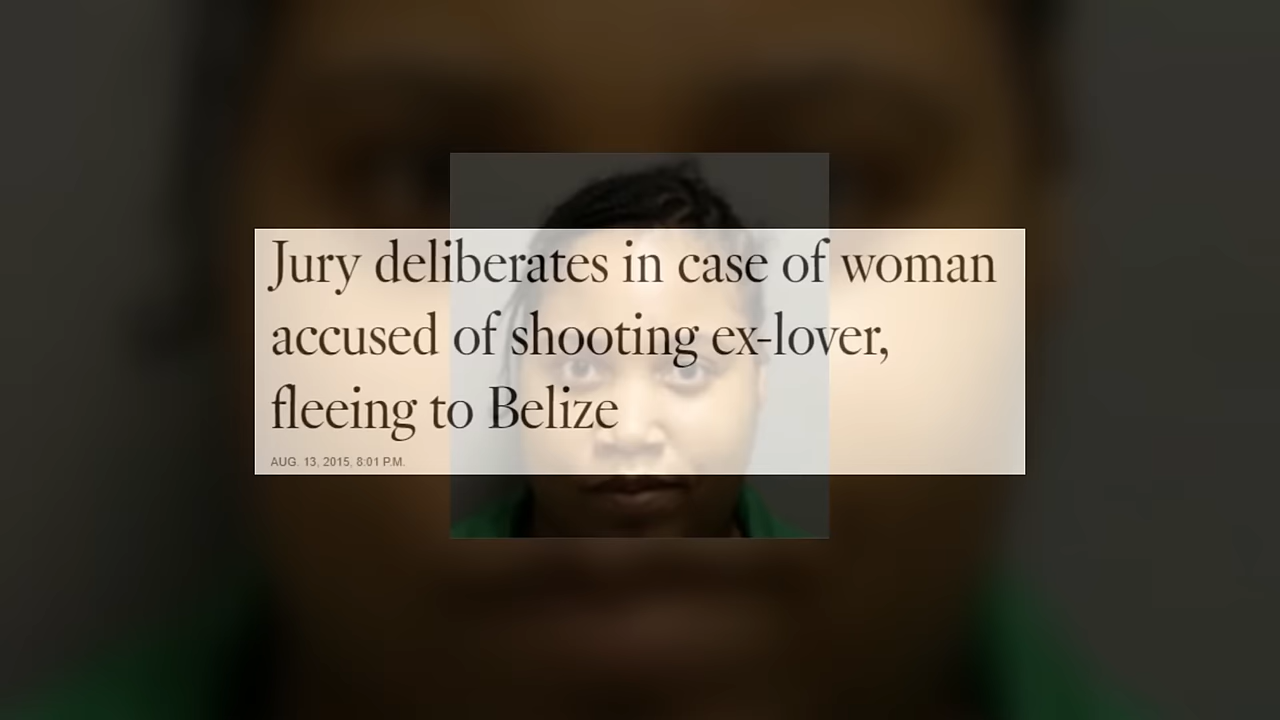 Jury deliberates in case of woman
accused of shooting ex-lover,
fleeing to Belize
AUG. 13, 2015, 8:01 P.M.